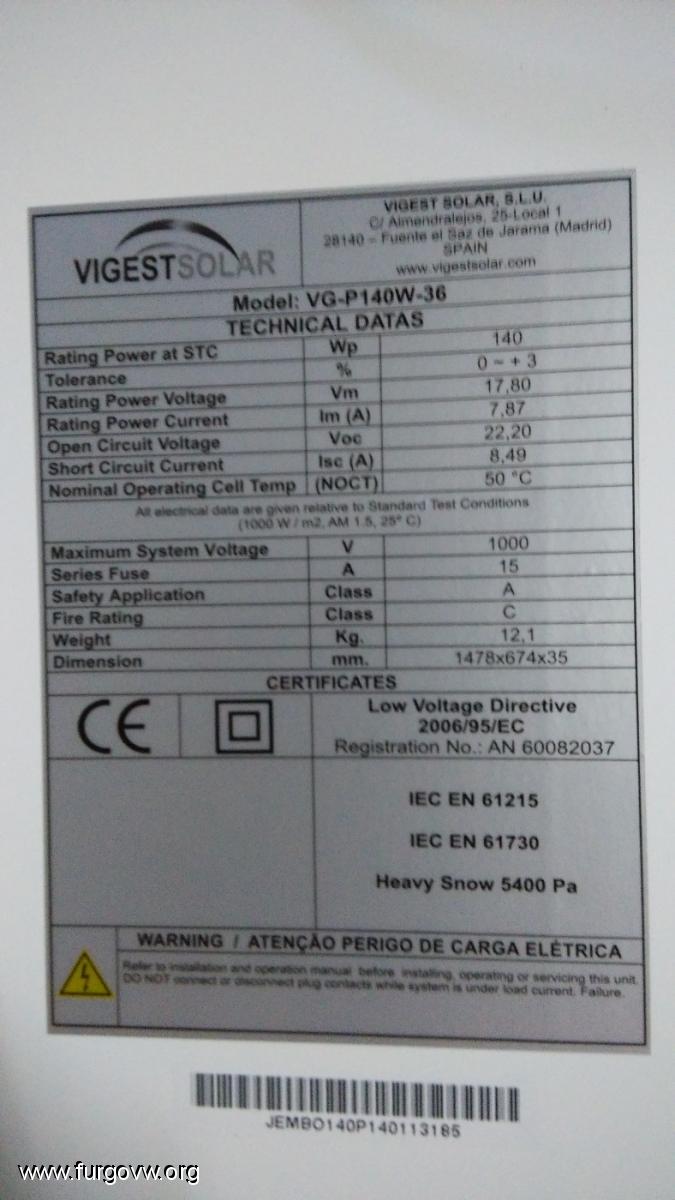 VIGESTSOLAR
VIGEST SOLAR, S.L.U.
C/ Almendralejos, 25-Local 1
28140 – Fuente el Saz de Jarama (Madrid)
SPAIN
www.vigestsolar.com
Model: VG-P140W-36
TECHNICAL DATAS
Rating Power at STC Wp 140
Tolerance % 0 ~ + 3
Rating Power Voltage Vm 17,80
Rating Power Current Im (A) 7,87
Open Circuit Voltage Voc 22,20
Short Circuit Current Isc (A) 8,49
Nominal Operating Cell Temp (NOCT) 50 °C
All electrical data are given relative to Standard Test Conditions
(1000 W / m2, AM 1.5, 25° C)
Maximum System Voltage V 1000
Series Fuse A 15
Safety Application Class A
Fire Rating Class C
Weight Kg. 12,1
Dimension mm. 1478x674x35
CERTIFICATES
CE
Low Voltage Directive
2006/95/EC
Registration No.: AN 60082037
IEC EN 61215
IEC EN 61730
Heavy Snow 5400 Pa
WARNING / ATENÇÃO PERIGO DE CARGA ELÉTRICA
Refer to installation and operation manual before installing, operating or servicing this unit.
DO NOT connect or disconnect plug contacts while system is under load current. Failure.
JEMBO140P140113185
www.furgovw.org